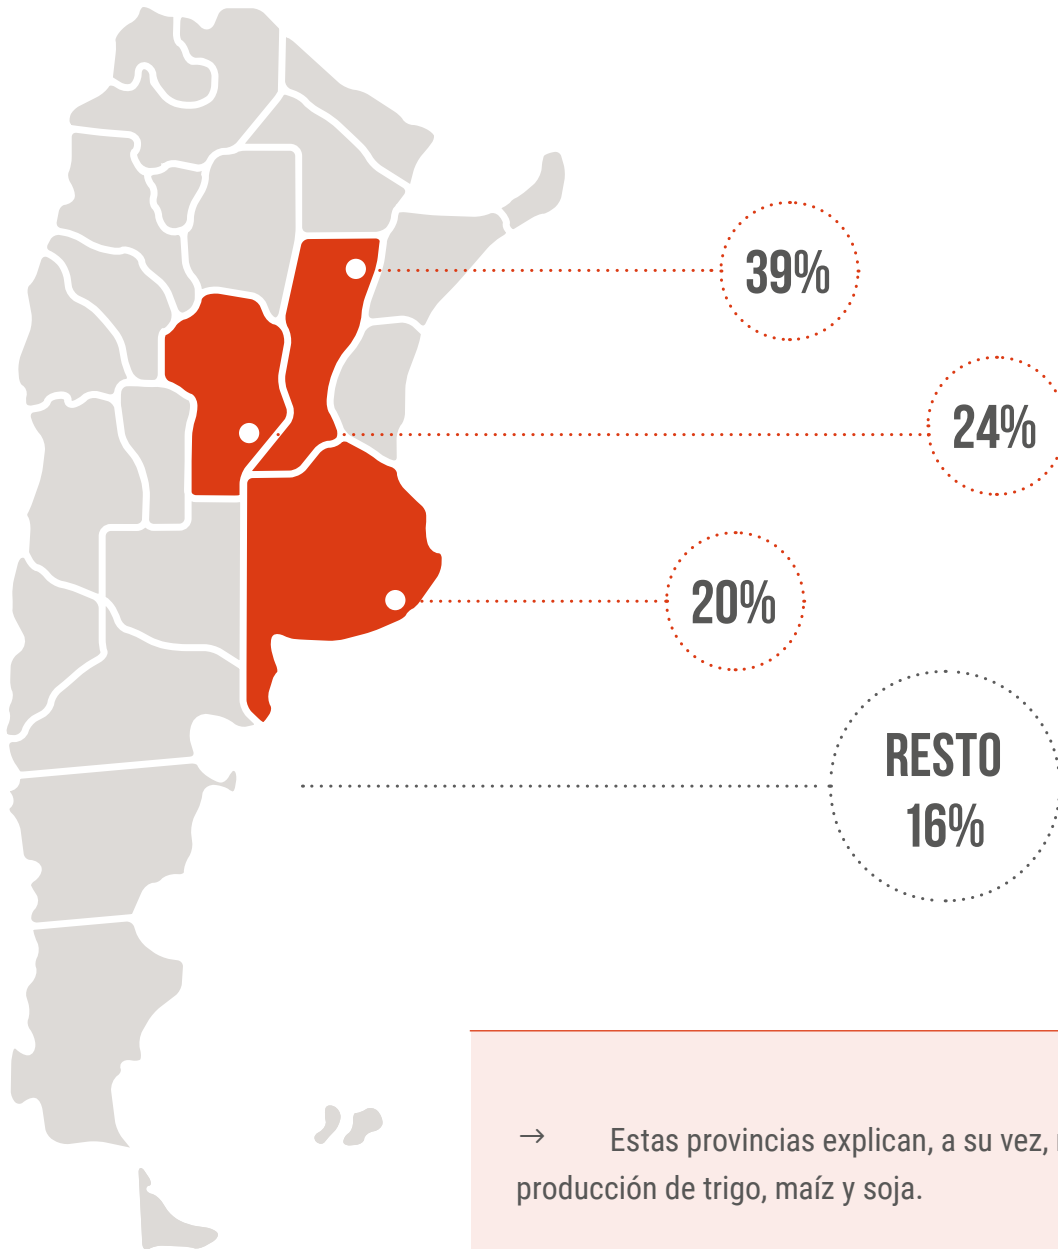 39%
24%
20%
RESTO
16%
→ Estas provincias explican, a su vez,
producción de trigo, maíz y soja.